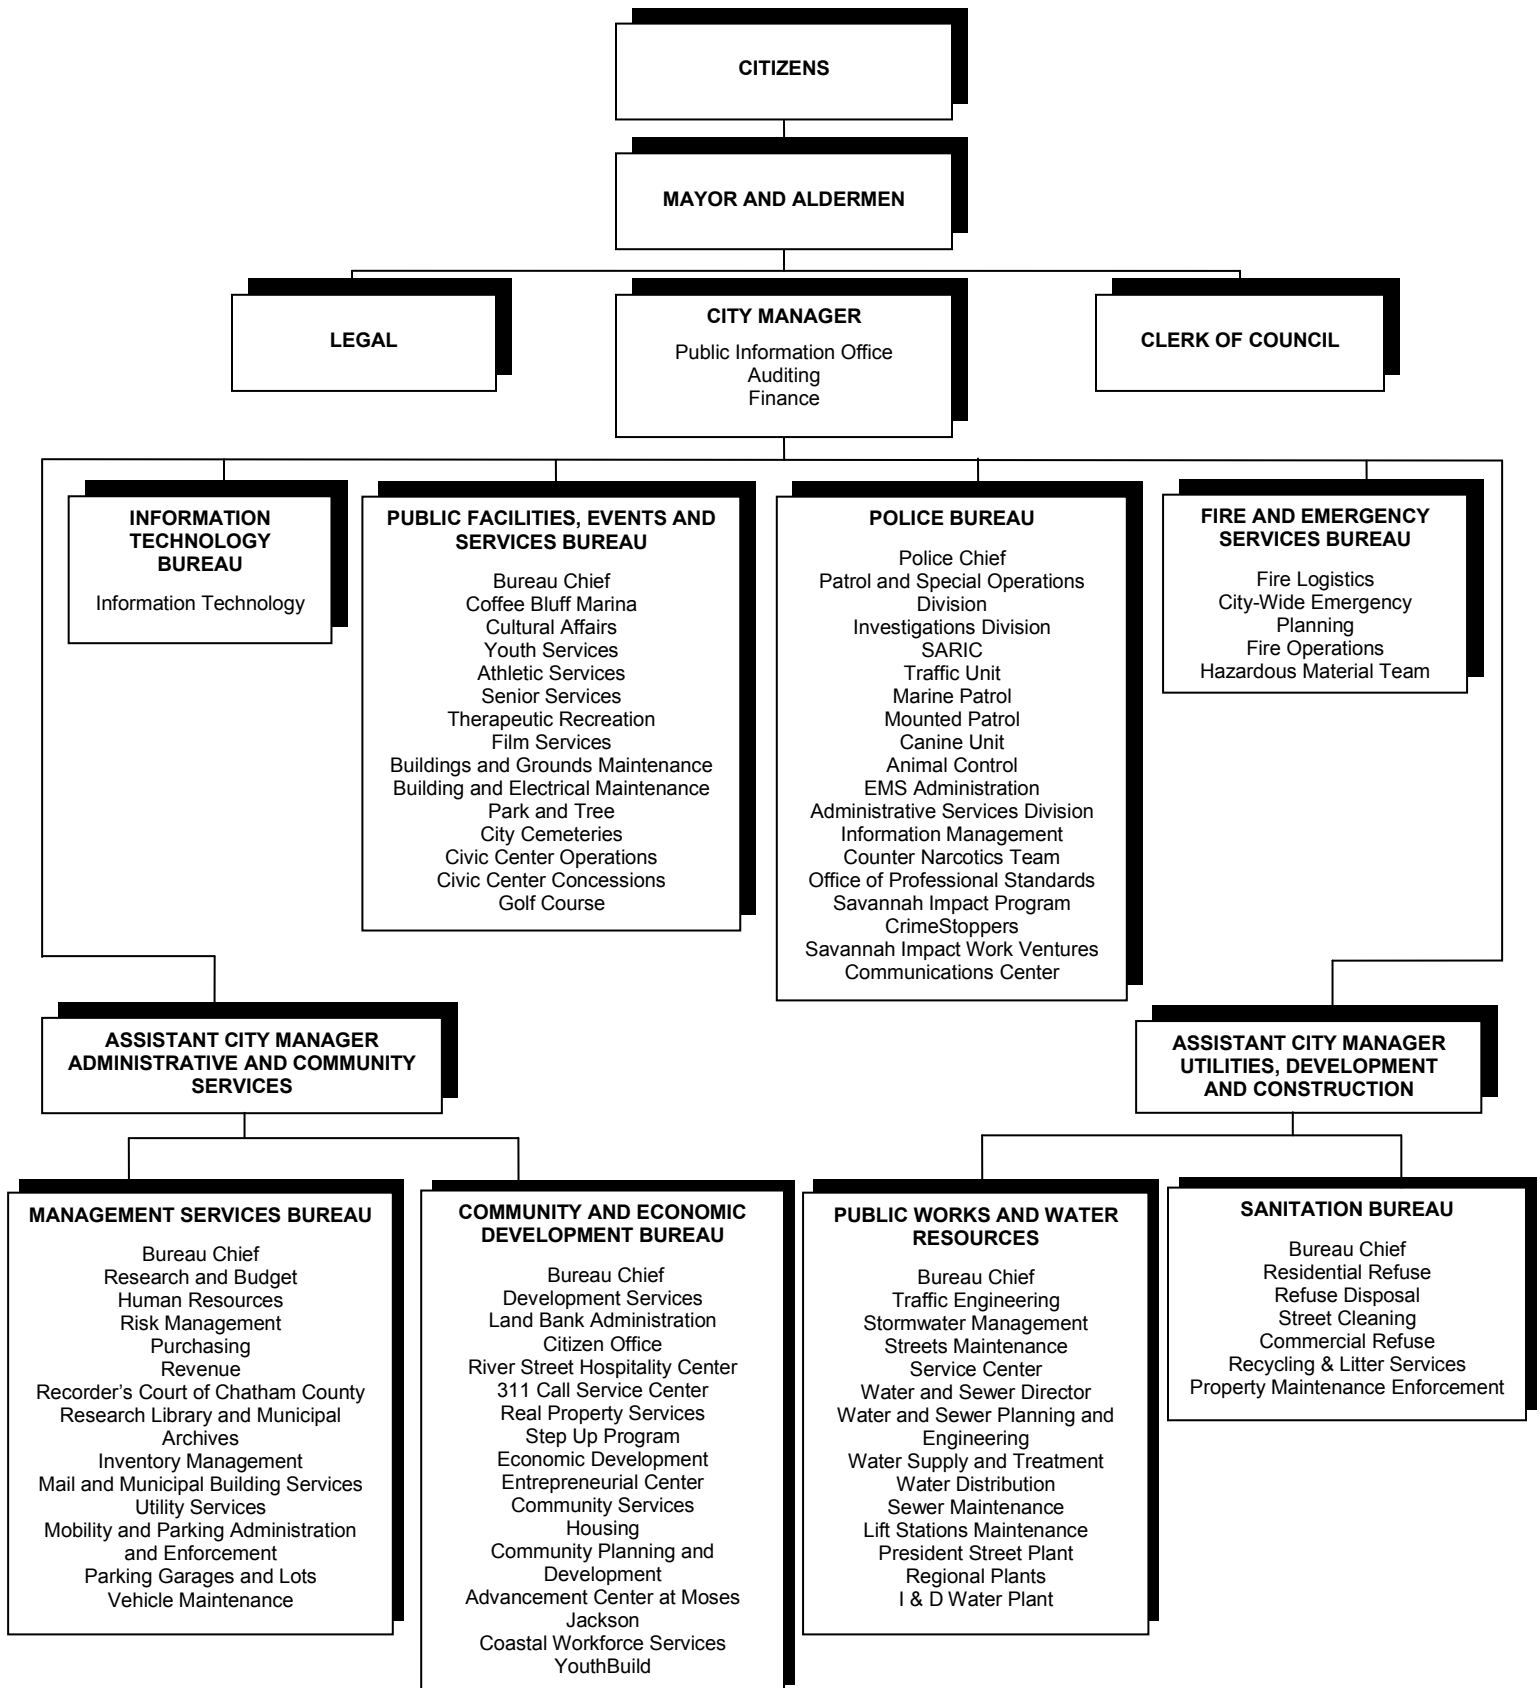 CITIZENS
MAYOR AND ALDERMEN
LEGAL
CITY MANAGER
Public Information Office
Auditing
Finance
CLERK OF COUNCIL
INFORMATION
TECHNOLOGY
BUREAU
Information Technology
PUBLIC FACILITIES, EVENTS AND
SERVICES BUREAU
Bureau Chief
Coffee Bluff Marina
Cultural Affairs
Youth Services
Athletic Services
Senior Services
Therapeutic Recreation
Film Services
Buildings and Grounds Maintenance
Building and Electrical Maintenance
Park and Tree
City Cemeteries
Civic Center Operations
Civic Center Concessions
Golf Course
POLICE BUREAU
Police Chief
Patrol and Special Operations
Division
Investigations Division
SARIC
Traffic Unit
Marine Patrol
Mounted Patrol
Canine Unit
Animal Control
EMS Administration
Administrative Services Division
Information Management
Counter Narcotics Team
Office of Professional Standards
Savannah Impact Program
CrimeStoppers
Savannah Impact Work Ventures
Communications Center
FIRE AND EMERGENCY
SERVICES BUREAU
Fire Logistics
City-Wide Emergency
Planning
Fire Operations
Hazardous Material Team
ASSISTANT CITY MANAGER
ADMINISTRATIVE AND COMMUNITY
SERVICES
ASSISTANT CITY MANAGER
UTILITIES, DEVELOPMENT
AND CONSTRUCTION
MANAGEMENT SERVICES BUREAU
Bureau Chief
Research and Budget
Human Resources
Risk Management
Purchasing
Revenue
Recorder’s Court of Chatham County
Research Library and Municipal
Archives
Inventory Management
Mail and Municipal Building Services
Utility Services
Mobility and Parking Administration
and Enforcement
Parking Garages and Lots
Vehicle Maintenance
COMMUNITY AND ECONOMIC
DEVELOPMENT BUREAU
Bureau Chief
Development Services
Land Bank Administration
Citizen Office
River Street Hospitality Center
311 Call Service Center
Real Property Services
Step Up Program
Economic Development
Entrepreneurial Center
Community Services
Housing
Community Planning and
Development
Advancement Center at Moses
Jackson
Coastal Workforce Services
YouthBuild
PUBLIC WORKS AND WATER
RESOURCES
Bureau Chief
Traffic Engineering
Stormwater Management
Streets Maintenance
Service Center
Water and Sewer Director
Water and Sewer Planning and
Engineering
Water Supply and Treatment
Water Distribution
Sewer Maintenance
Lift Stations Maintenance
President Street Plant
Regional Plants
I & D Water Plant
SANITATION BUREAU
Bureau Chief
Residential Refuse
Refuse Disposal
Street Cleaning
Commercial Refuse
Recycling & Litter Services
Property Maintenance Enforcement